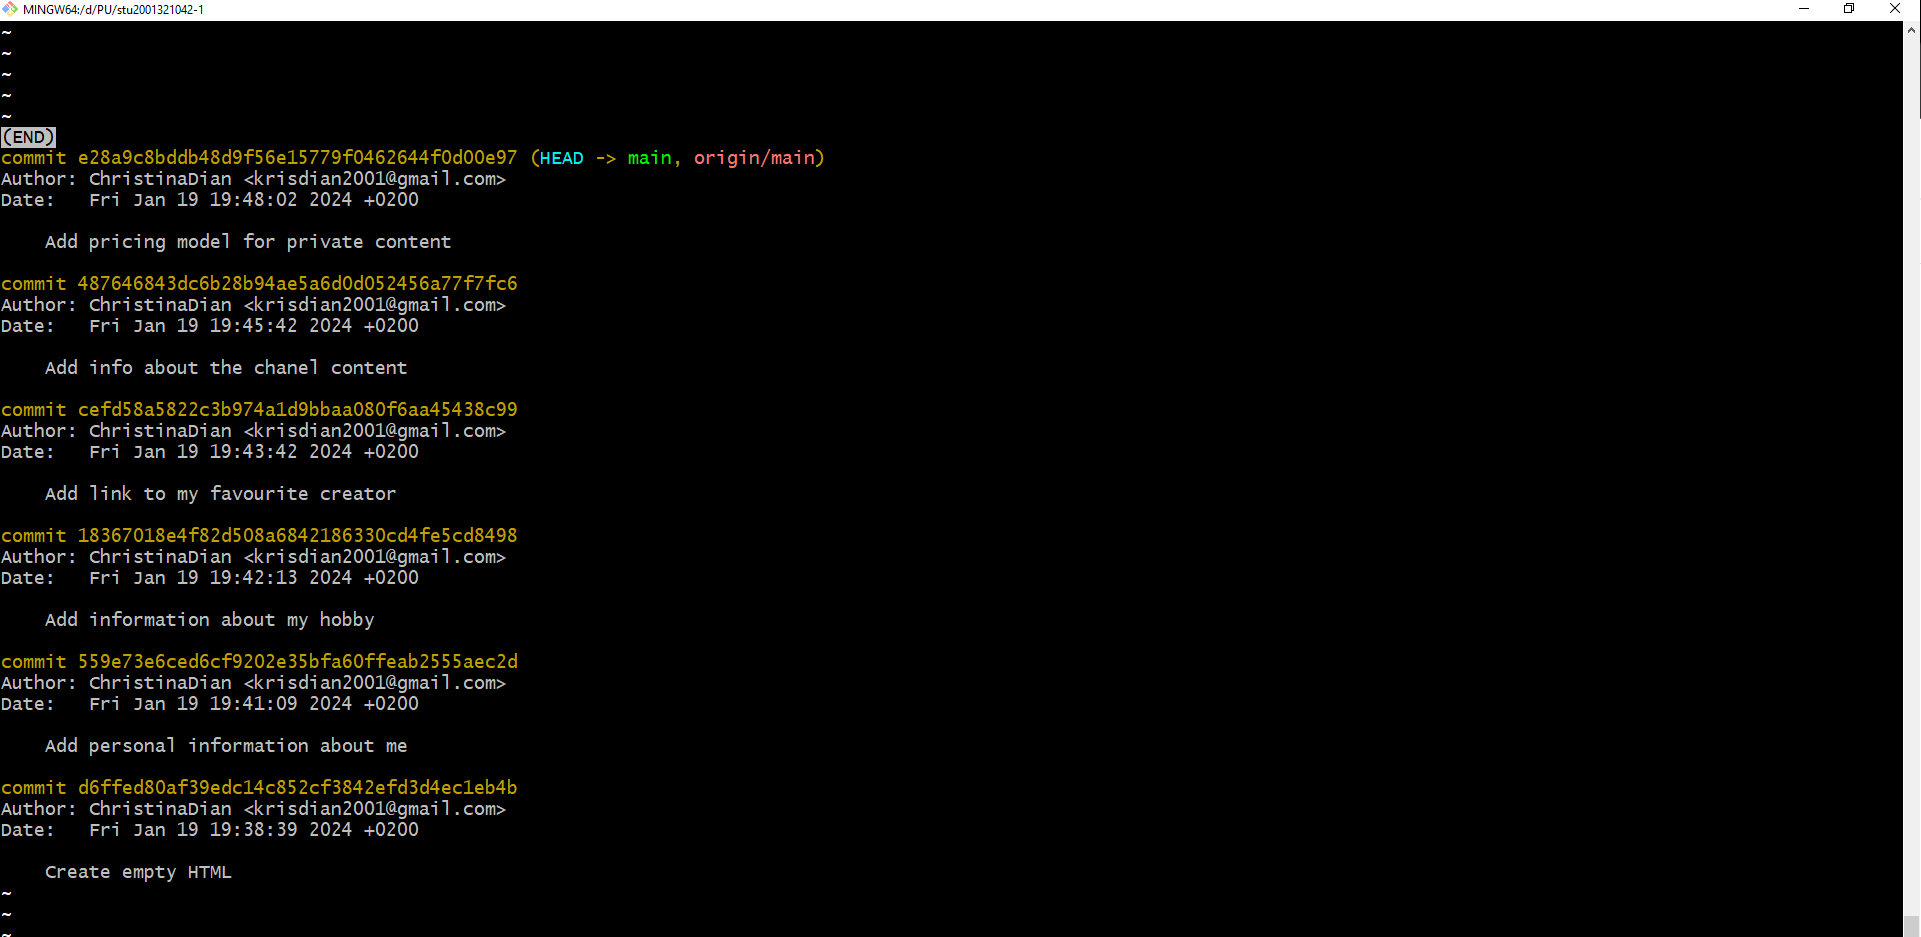 MINGW64:/d/PU/stu2001321042-1
~
~
~
~
~
(END)
commit e28a9c8bddb48d9f56e15779f0462644f0d00e97 (HEAD -> main, origin/main)
Author: ChristinaDian <krisdian2001@gmail.com>
Date:   Fri Jan 19 19:48:02 2024 +0200
    Add pricing model for private content
commit 487646843dc6b28b94ae5a6d0d052456a77f7fc6
Author: ChristinaDian <krisdian2001@gmail.com>
Date:   Fri Jan 19 19:45:42 2024 +0200
    Add info about the chanel content
commit cefd58a5822c3b974a1d9bbaa080f6aa45438c99
Author: ChristinaDian <krisdian2001@gmail.com>
Date:   Fri Jan 19 19:43:42 2024 +0200
    Add link to my favourite creator
commit 18367018e4f82d508a6842186330cd4fe5cd8498
Author: ChristinaDian <krisdian2001@gmail.com>
Date:   Fri Jan 19 19:42:13 2024 +0200
    Add information about my hobby
commit 559e73e6ced6cf9202e35bfa60ffeab2555aec2d
Author: ChristinaDian <krisdian2001@gmail.com>
Date:   Fri Jan 19 19:41:09 2024 +0200
    Add personal information about me
commit d6ffed80af39edc14c852cf3842efd3d4ec1eb4b
Author: ChristinaDian <krisdian2001@gmail.com>
Date:   Fri Jan 19 19:38:39 2024 +0200
    Create empty HTML
~
~
~